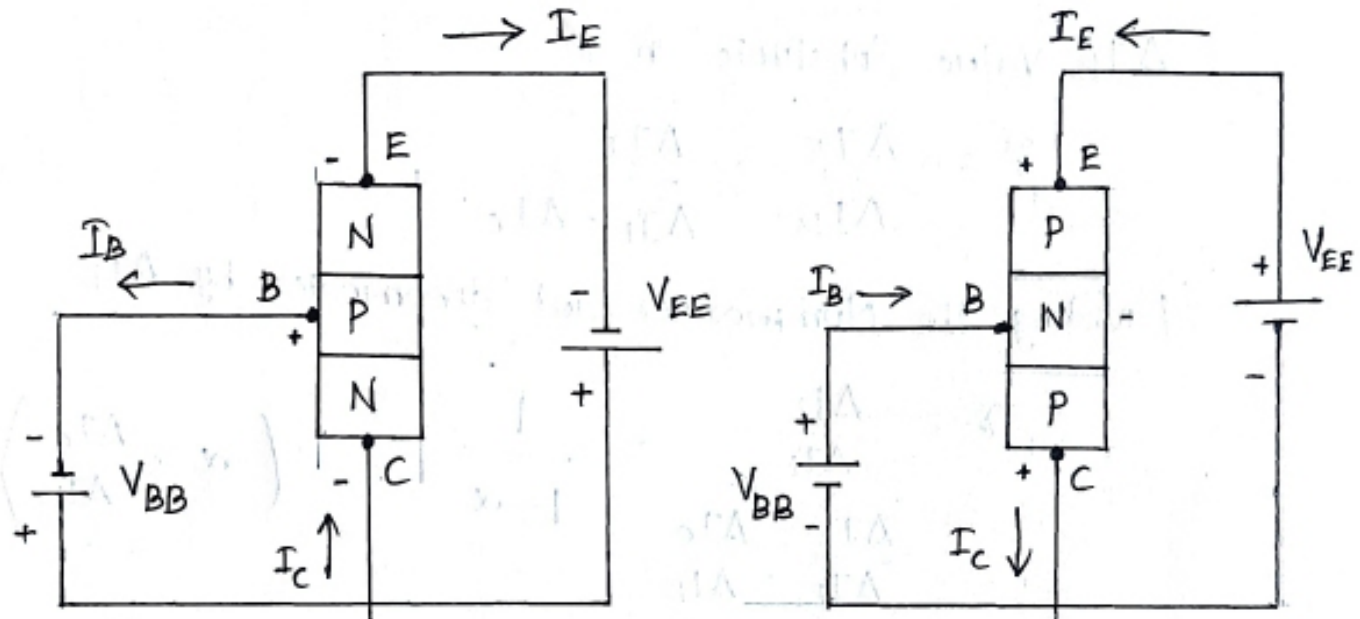 → I_E
- E
N
I_B
← B
P
+
- V_EE
+
N
-
V_BB
+
C
-
I_C ↑
I_E ←
+ E
P
I_B → B
N -
+ V_EE
-
P
+
V_BB
-
+ C
I_C ↓